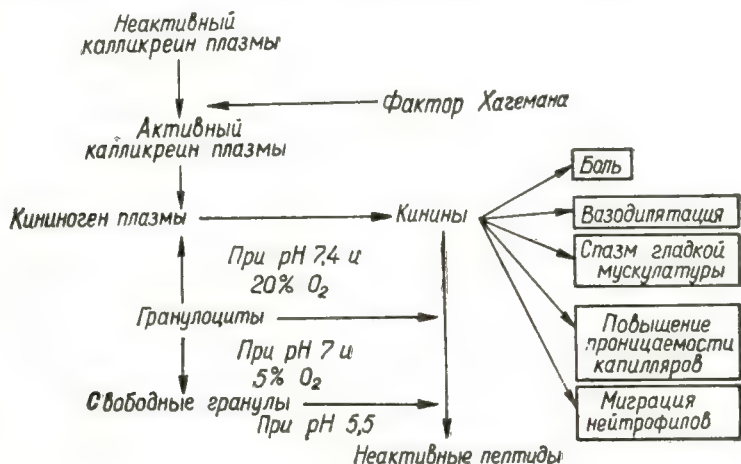 Неактивный
калликреин плазмы
Фактор Хагемана
Активный
калликреин плазмы
Боль
Кининоген плазмы
Кинины
Вазодилятация
Спазм гладкой
мускулатуры
При pH 7,4 и
20% O₂
Гранулоциты
Повышение
проницаемости
капилляров
При pH 7 и
5% O₂
Свободные гранулы
При pH 5,5
Миграция
нейтрофилов
Неактивные пептиды